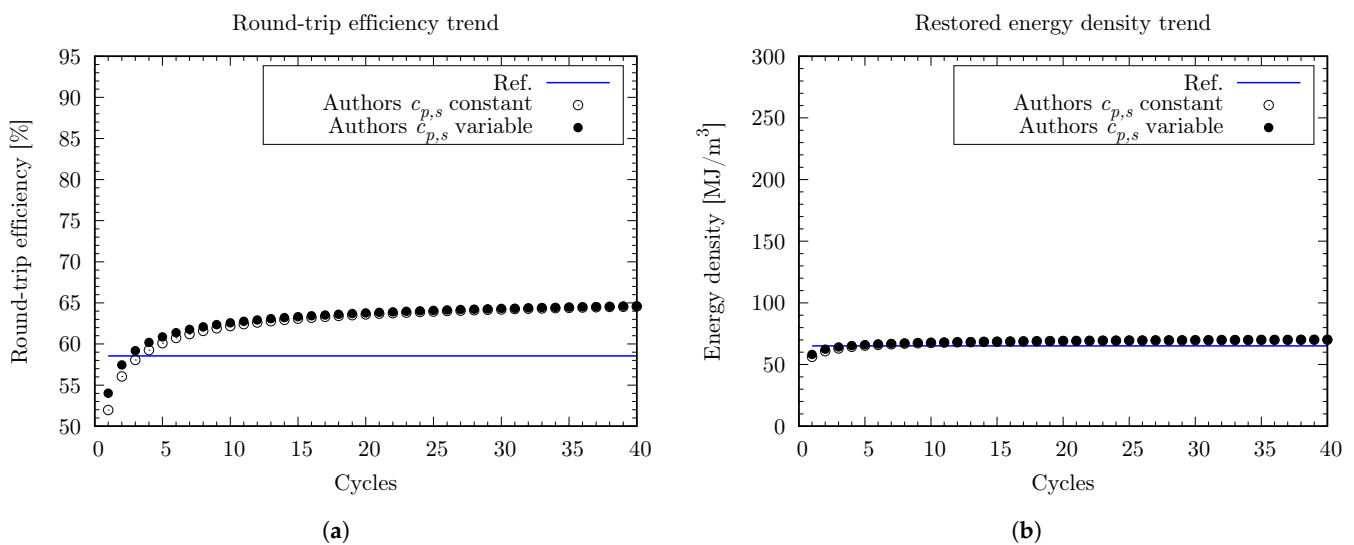 Round-trip efficiency trend
Round-trip efficiency [%]
95
90
85
80
75
70
65
60
55
50
Ref.
Authors c_{p,s} constant
Authors c_{p,s} variable
0 5 10 15 20 25 30 35 40
Cycles
(a)
Restored energy density trend
Energy density [MJ/m³]
300
250
200
150
100
50
0
Ref.
Authors c_{p,s} constant
Authors c_{p,s} variable
0 5 10 15 20 25 30 35 40
Cycles
(b)